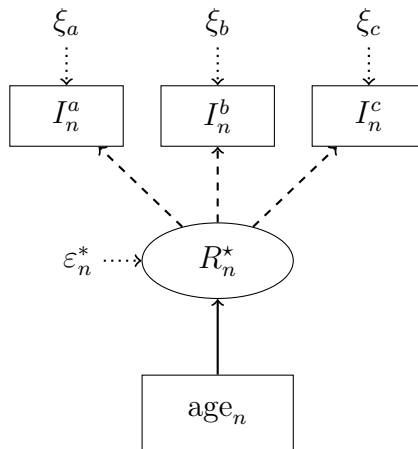 ξ_a ξ_b ξ_c
I_n^a I_n^b I_n^c
ε_n^* R_n^⋆
age_n